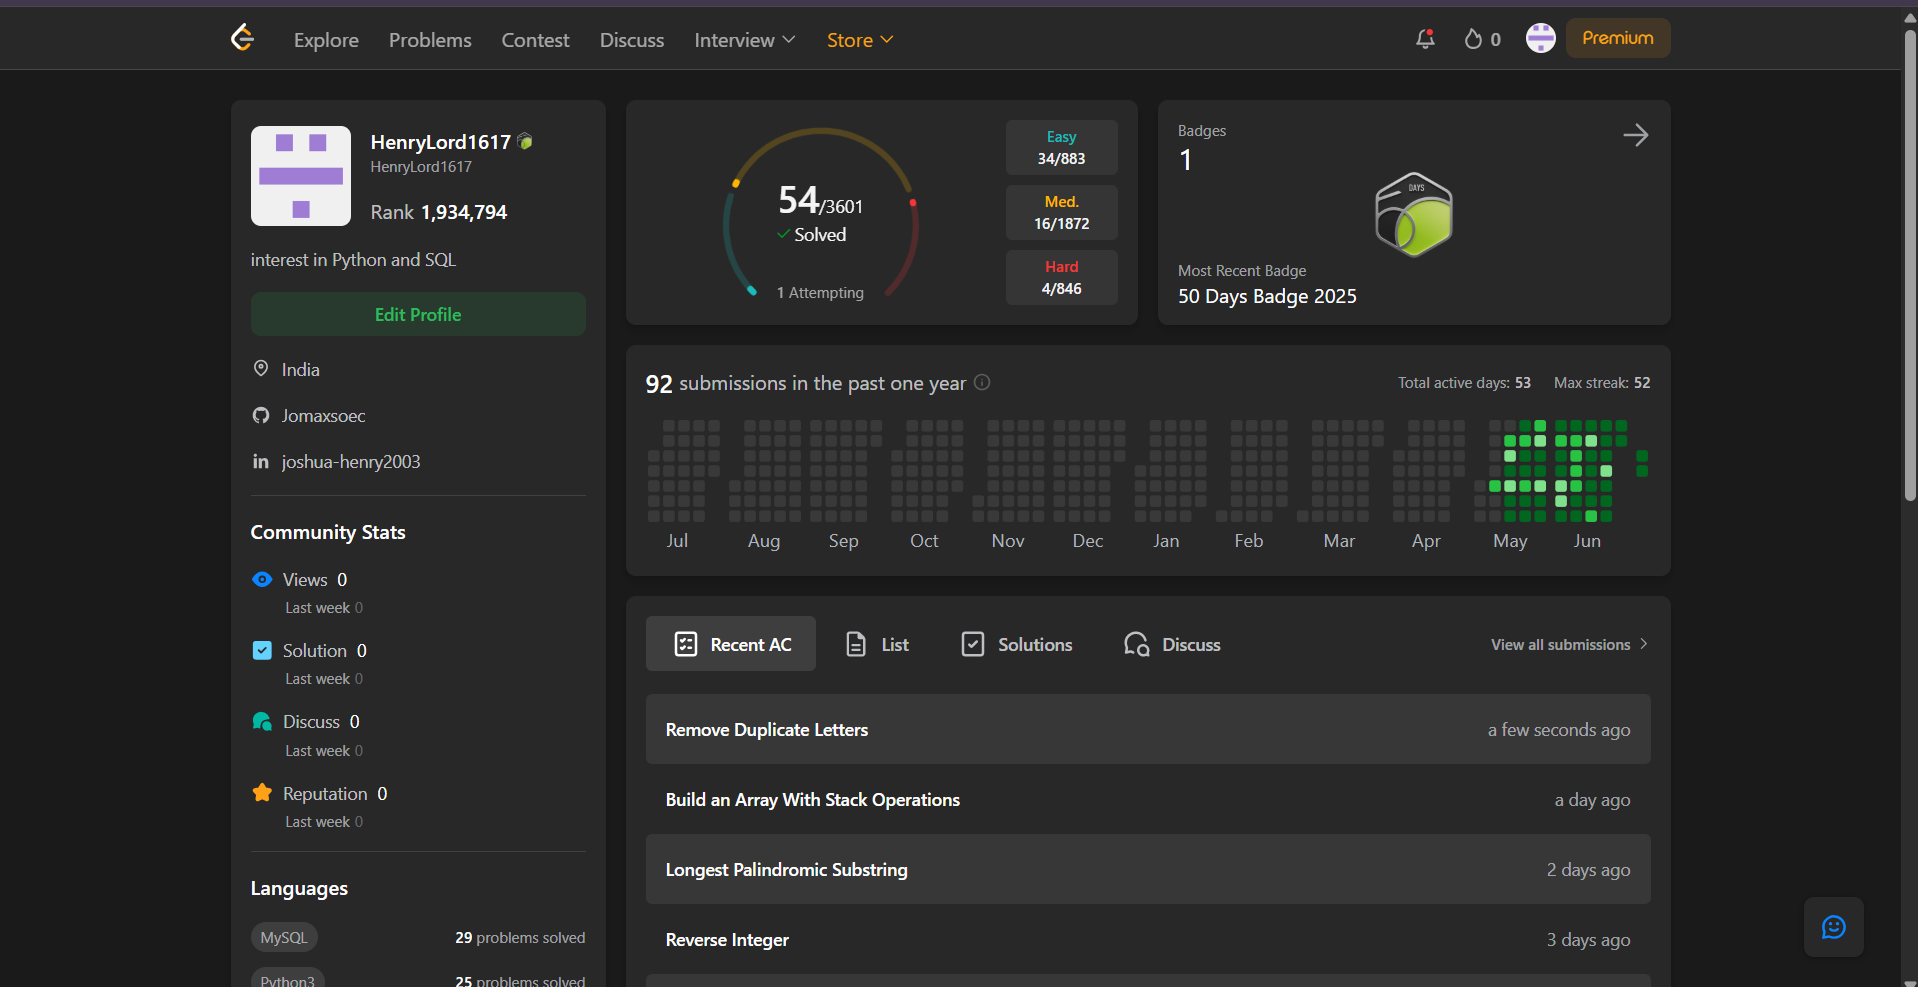 Explore Problems Contest Discuss Interview Store 0 Premium
HenryLord1617
HenryLord1617
Rank 1,934,794
interest in Python and SQL
Edit Profile
India
Jomaxsoec
joshua-henry2003
Community Stats
Views 0
Last week 0
Solution 0
Last week 0
Discuss 0
Last week 0
Reputation 0
Last week 0
Languages
MySQL 29 problems solved
Python3 25 problems solved
54/3601
Solved
1 Attempting
Easy
34/883
Med.
16/1872
Hard
4/846
Badges
1
DAYS
Most Recent Badge
50 Days Badge 2025
92 submissions in the past one year Total active days: 53 Max streak: 52
Jul Aug Sep Oct Nov Dec Jan Feb Mar Apr May Jun
Recent AC List Solutions Discuss View all submissions
Remove Duplicate Letters a few seconds ago
Build an Array With Stack Operations a day ago
Longest Palindromic Substring 2 days ago
Reverse Integer 3 days ago